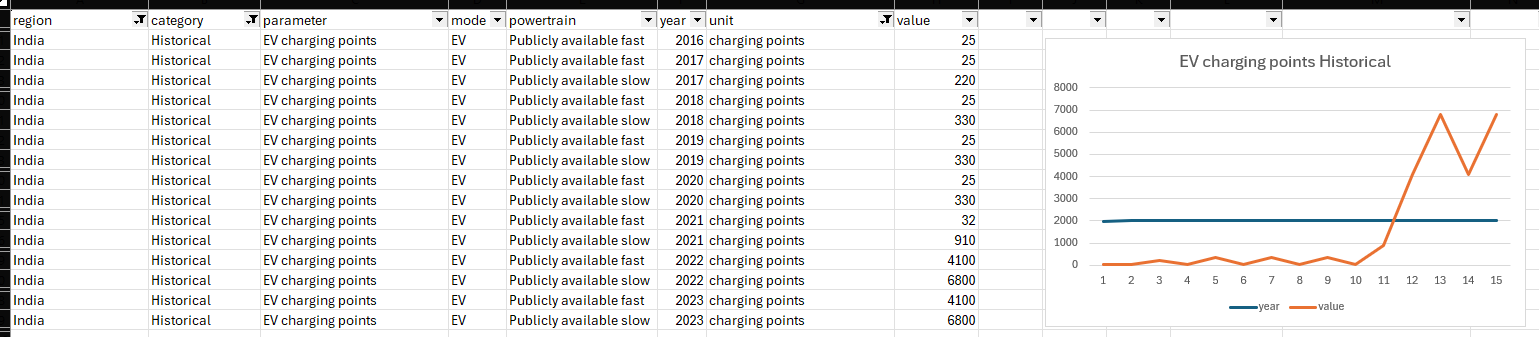 region category parameter mode powertrain year unit value
India Historical EV charging points EV Publicly available fast 2016 charging points 25
India Historical EV charging points EV Publicly available fast 2017 charging points 25
India Historical EV charging points EV Publicly available slow 2017 charging points 220
India Historical EV charging points EV Publicly available fast 2018 charging points 25
India Historical EV charging points EV Publicly available slow 2018 charging points 330
India Historical EV charging points EV Publicly available fast 2019 charging points 25
India Historical EV charging points EV Publicly available slow 2019 charging points 330
India Historical EV charging points EV Publicly available fast 2020 charging points 25
India Historical EV charging points EV Publicly available slow 2020 charging points 330
India Historical EV charging points EV Publicly available fast 2021 charging points 32
India Historical EV charging points EV Publicly available slow 2021 charging points 910
India Historical EV charging points EV Publicly available fast 2022 charging points 4100
India Historical EV charging points EV Publicly available slow 2022 charging points 6800
India Historical EV charging points EV Publicly available fast 2023 charging points 4100
India Historical EV charging points EV Publicly available slow 2023 charging points 6800
EV charging points Historical
8000
7000
6000
5000
4000
3000
2000
1000
0
1 2 3 4 5 6 7 8 9 10 11 12 13 14 15
year value